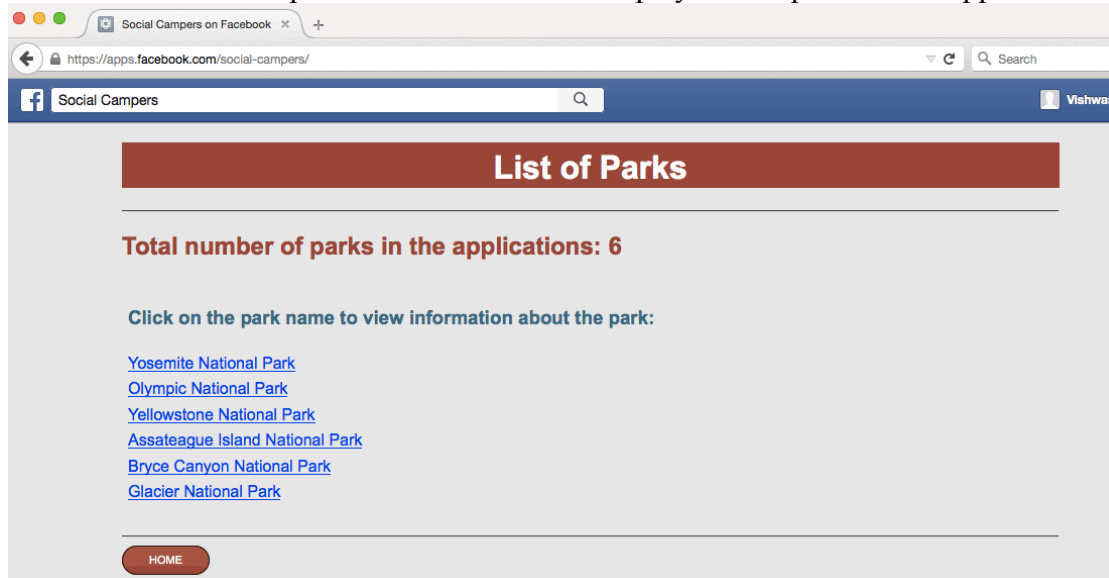 Social Campers on Facebook
https://apps.facebook.com/social-campers/
Search
Social Campers
List of Parks
Total number of parks in the applications: 6
Click on the park name to view information about the park:
Yosemite National Park
Olympic National Park
Yellowstone National Park
Assateague Island National Park
Bryce Canyon National Park
Glacier National Park
HOME